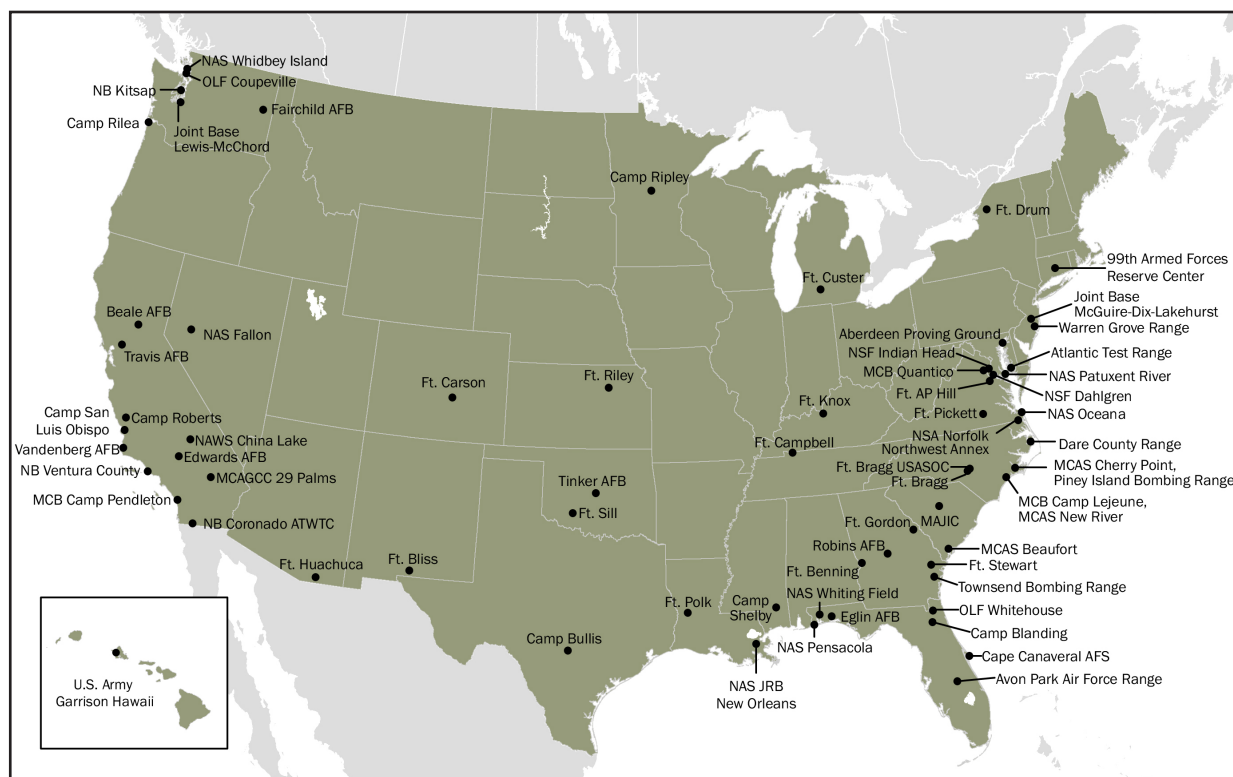 NAS Whidbey Island
OLF Coupeville
NB Kitsap
Fairchild AFB
Camp Rilea
Joint Base
Lewis-McChord
Camp Ripley
Ft. Drum
99th Armed Forces
Reserve Center
Ft. Custer
Joint Base
McGuire-Dix-Lakehurst
Beale AFB
NAS Fallon
Warren Grove Range
Aberdeen Proving Ground
Travis AFB
NSF Indian Head
Atlantic Test Range
MCB Quantico
NAS Patuxent River
Ft. Carson
Ft. Riley
Ft. AP Hill
NSF Dahlgren
Ft. Knox
Ft. Pickett
NAS Oceana
Camp San
Luis Obispo
Camp Roberts
NSA Norfolk
Northwest Annex
NAWS China Lake
Ft. Campbell
Dare County Range
Vandenberg AFB
Edwards AFB
Ft. Bragg USASOC
MCAS Cherry Point,
Piney Island Bombing Range
NB Ventura County
MCAGCC 29 Palms
Tinker AFB
Ft. Bragg
MCB Camp Pendleton
MCB Camp Lejeune,
MCAS New River
Ft. Sill
NB Coronado ATWTC
Ft. Gordon
MAJIC
Robins AFB
MCAS Beaufort
Ft. Huachuca
Ft. Bliss
Ft. Benning
Ft. Stewart
Townsend Bombing Range
NAS Whiting Field
Ft. Polk
Camp
Shelby
Eglin AFB
OLF Whitehouse
Camp Blanding
Camp Bullis
NAS Pensacola
Cape Canaveral AFS
Avon Park Air Force Range
NAS JRB
New Orleans
U.S. Army
Garrison Hawaii